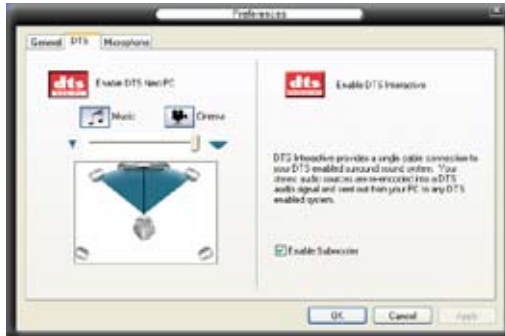 Preferences
General DTS Microphone
dts
Enable DTS Neo:PC
Music Cinema
dts
Enable DTS Interactive
DTS Interactive provides a single cable connection to
your DTS enabled surround sound system. Your
stereo audio sources are re-encoded into a DTS
audio signal and sent out from your PC to any DTS
enabled system.
Enable Subwoofer
OK Cancel Apply